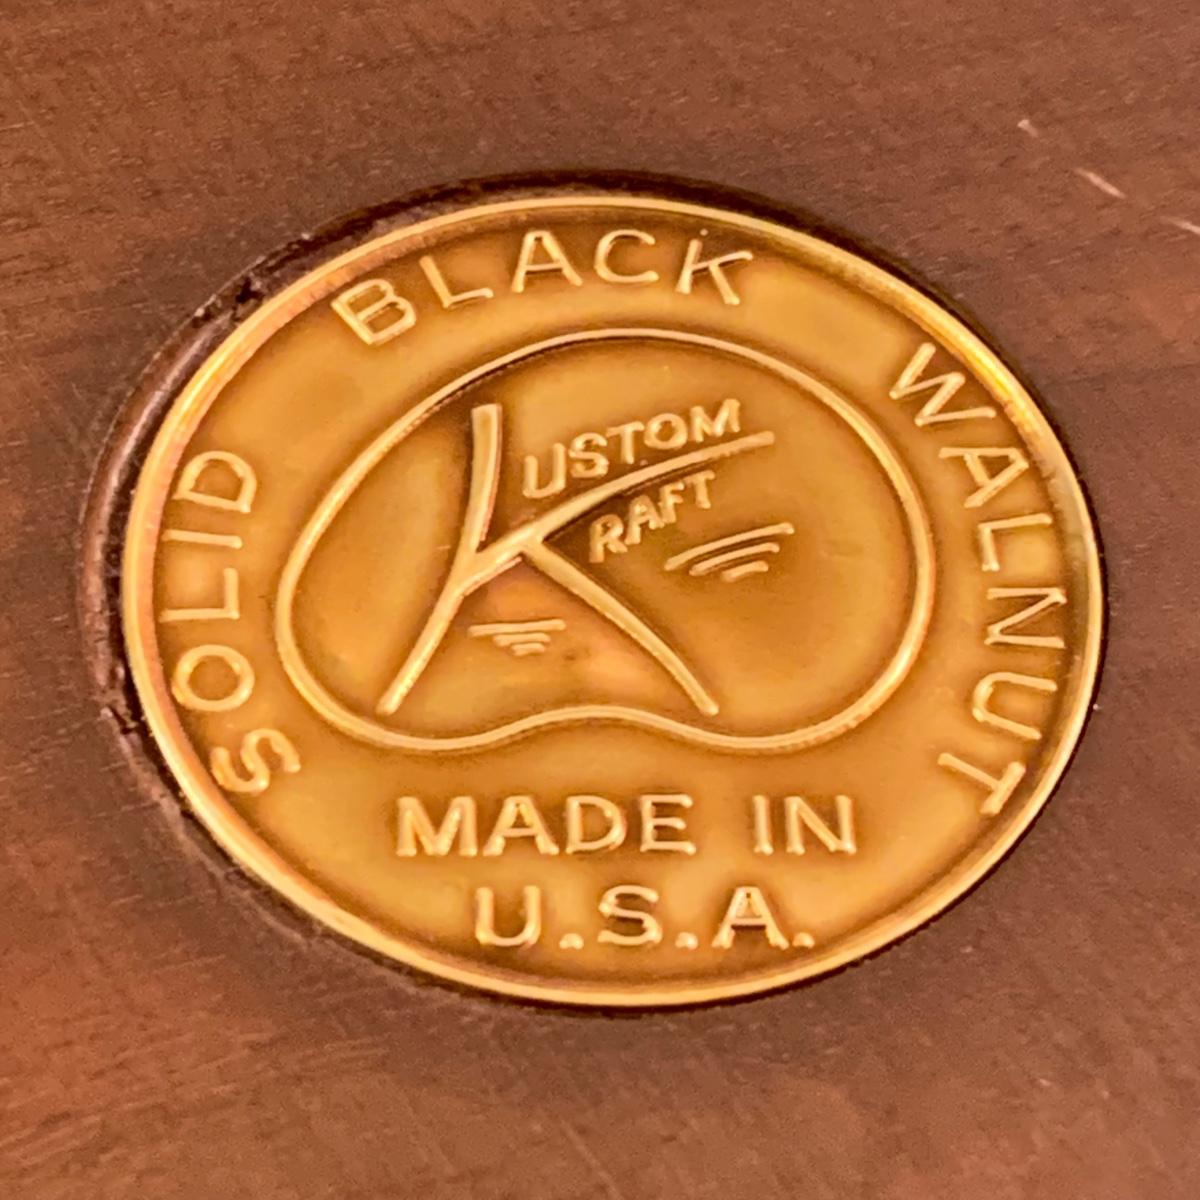 SOLID BLACK WALNUT
KUSTOM
KRAFT
MADE IN
U.S.A.